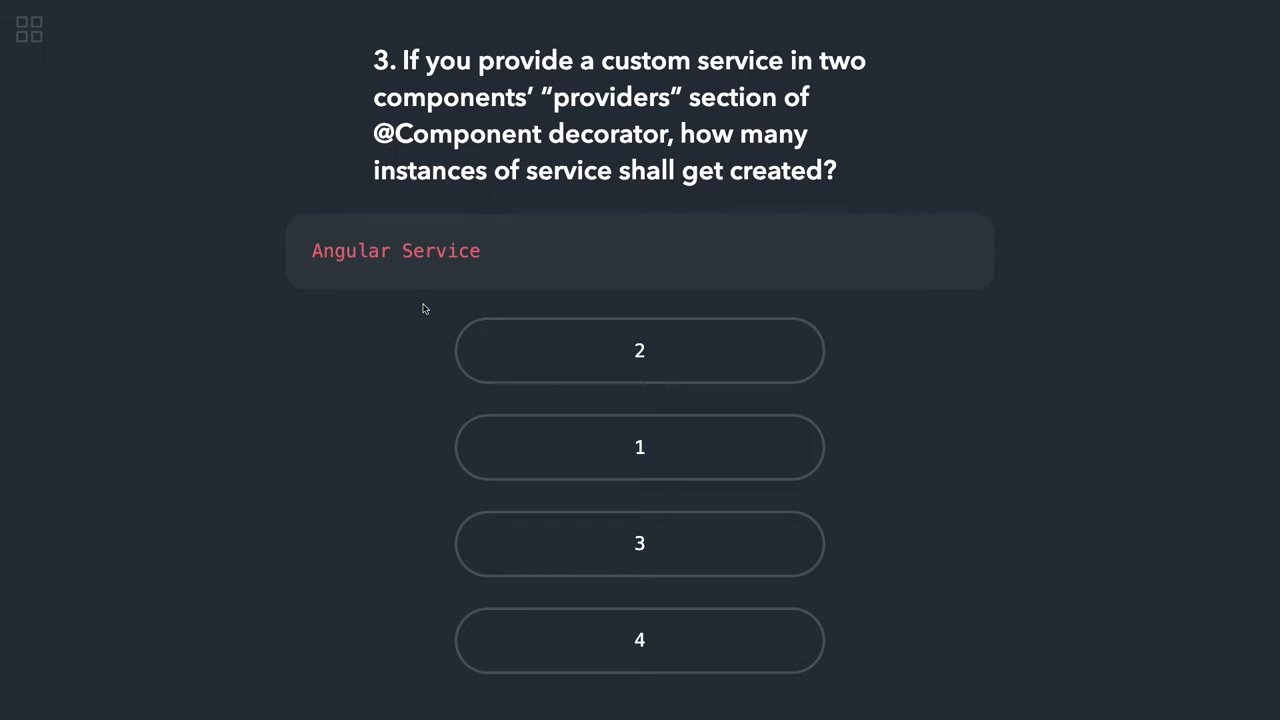 3. If you provide a custom service in two
components’ “providers” section of
@Component decorator, how many
instances of service shall get created?
Angular Service
2
1
3
4